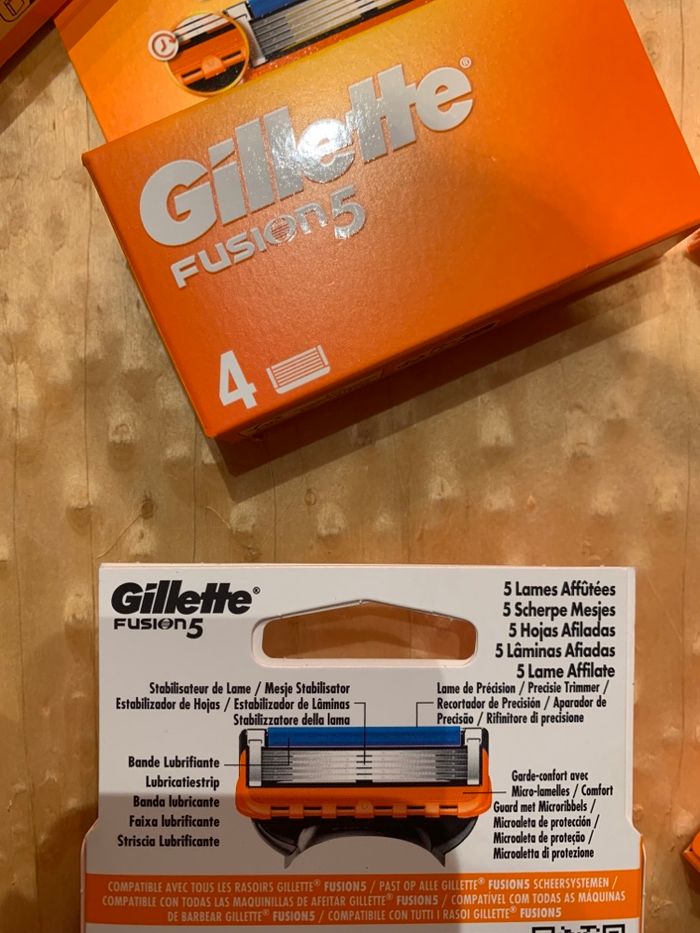 Gillette®
FUSION5
4
Gillette®
FUSION5
5 Lames Affûtées
5 Scherpe Mesjes
5 Hojas Afiladas
5 Lâminas Afiadas
5 Lame Affilate
Stabilisateur de Lame / Mesje Stabilisator
Estabilizador de Hojas / Estabilizador de Lâminas
Stabilizzatore della lama
Lame de Précision / Precisie Trimmer /
Recortador de Precisión / Aparador de
Precisão / Rifinitore di precisione
Bande Lubrifiante
Lubricatiestrip
Banda lubricante
Faixa lubrificante
Striscia Lubrificante
Garde-confort avec
Micro-lamelles / Comfort
Guard met Microribbels /
Microaleta de protección /
Microaleta de proteção /
Microaletta di protezione
COMPATIBLE AVEC TOUS LES RASOIRS GILLETTE® FUSION5 / PAST OP ALLE GILLETTE® FUSION5 SCHEERSYSTEMEN /
COMPATIBLE CON TODAS LAS MAQUINILLAS DE AFEITAR GILLETTE® FUSION5 / COMPATÍVEL COM TODAS AS MÁQUINAS
DE BARBEAR GILLETTE® FUSION5 / COMPATIBILE CON TUTTI I RASOI GILLETTE® FUSION5